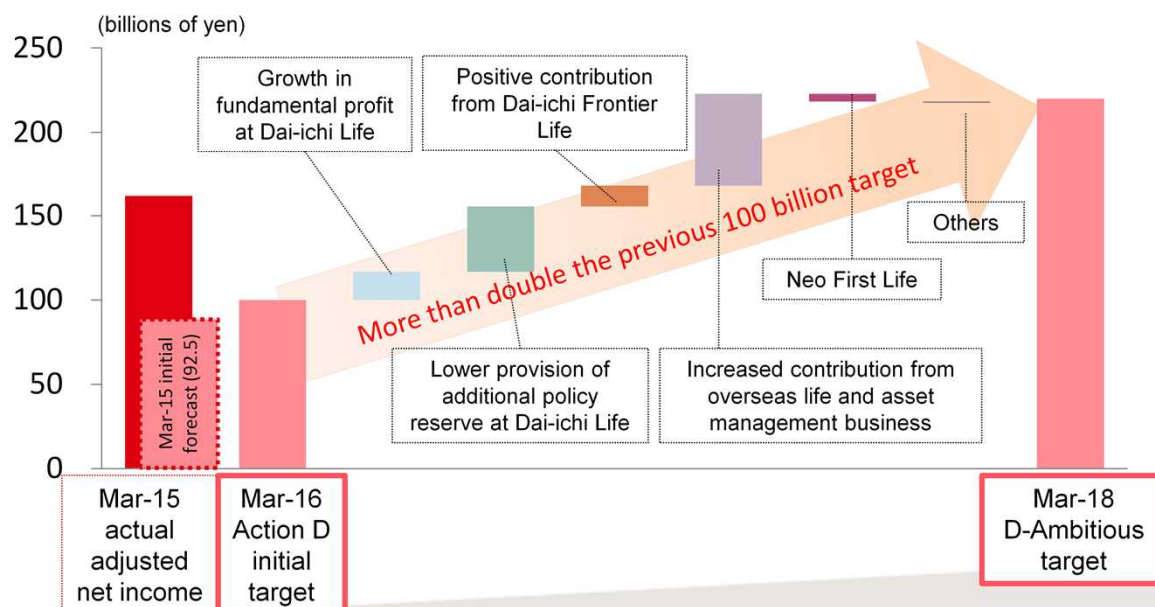 (billions of yen)
250
200
150
100
50
0
Growth in
fundamental profit
at Dai-ichi Life
Positive contribution
from Dai-ichi Frontier
Life
Others
Neo First Life
More than double the previous 100 billion target
Lower provision of
additional policy
reserve at Dai-ichi Life
Increased contribution from
overseas life and asset
management business
Mar-15 initial
forecast (92.5)
Mar-15
actual
adjusted
net income
Mar-16
Action D
initial
target
Mar-18
D-Ambitious
target